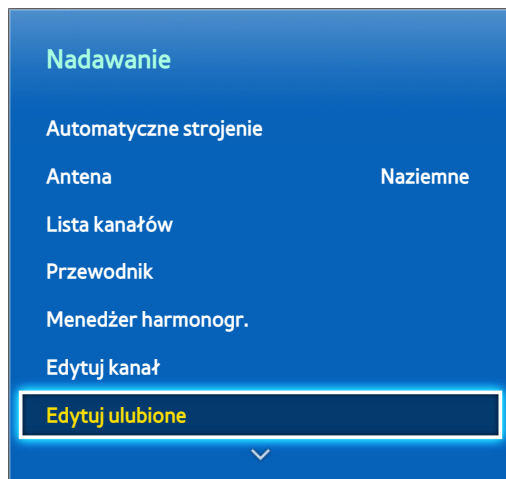 Nadawanie
Automatyczne strojenie
Antena Naziemne
Lista kanałów
Przewodnik
Menedżer harmonogr.
Edytuj kanał
Edytuj ulubione